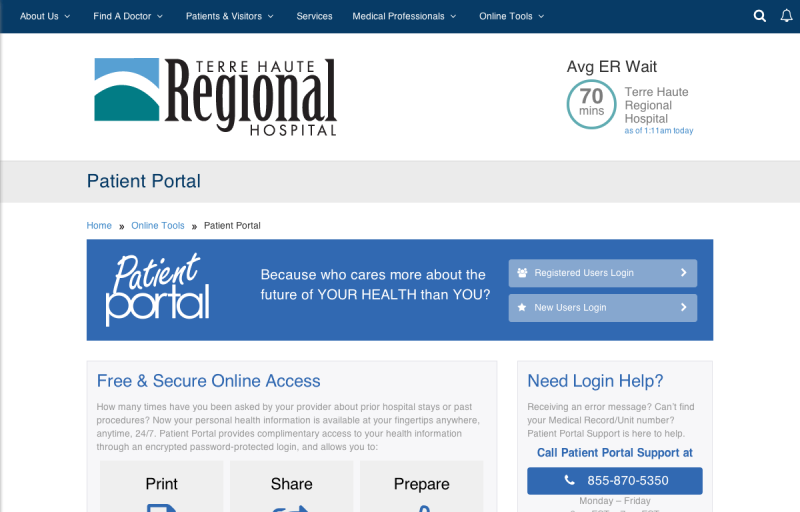 About Us
Find A Doctor
Patients & Visitors
Services
Medical Professionals
Online Tools
TERRE HAUTE
Regional
HOSPITAL
Avg ER Wait
70
mins
Terre Haute
Regional
Hospital
as of 1:11am today
Patient Portal
Home » Online Tools » Patient Portal
Patient
portal
Because who cares more about the
future of YOUR HEALTH than YOU?
Registered Users Login
New Users Login
Free & Secure Online Access
How many times have you been asked by your provider about prior hospital stays or past
procedures? Now your personal health information is available at your fingertips anywhere,
anytime, 24/7. Patient Portal provides complimentary access to your health information
through an encrypted password-protected login, and allows you to:
Print
Share
Prepare
Need Login Help?
Receiving an error message? Can't find
your Medical Record/Unit number?
Patient Portal Support is here to help.
Call Patient Portal Support at
855-870-5350
Monday – Friday